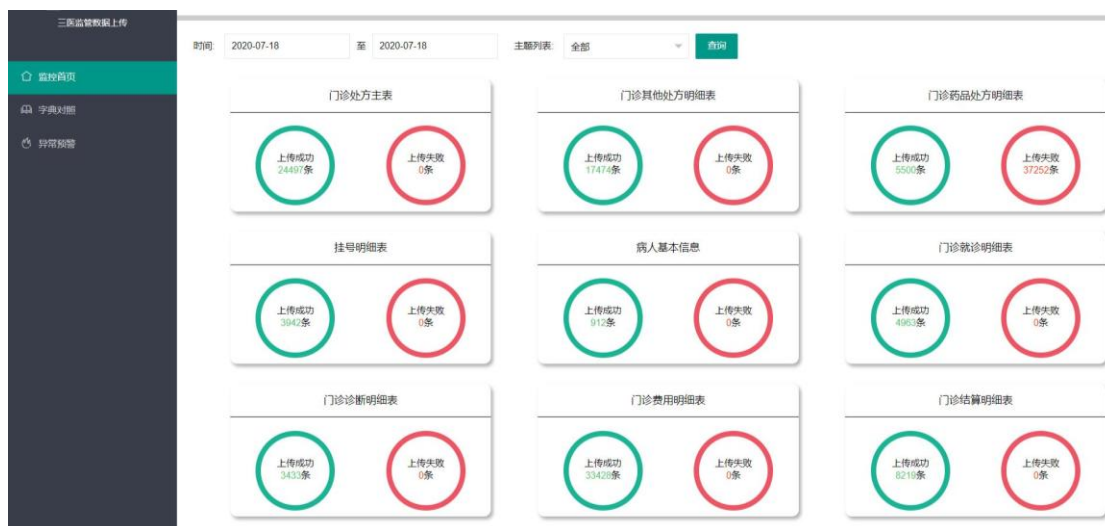 三医监管数据上传
时间: 2020-07-18 至 2020-07-18 主题列表: 全部 查询
监控首页
字典对照
异常预警
门诊处方主表
上传成功
24497条
上传失败
0条
门诊其他处方明细表
上传成功
17474条
上传失败
0条
门诊药品处方明细表
上传成功
5500条
上传失败
37252条
挂号明细表
上传成功
3942条
上传失败
0条
病人基本信息
上传成功
912条
上传失败
0条
门诊就诊明细表
上传成功
4963条
上传失败
0条
门诊诊断明细表
上传成功
3433条
上传失败
0条
门诊费用明细表
上传成功
33428条
上传失败
0条
门诊结算明细表
上传成功
8219条
上传失败
0条